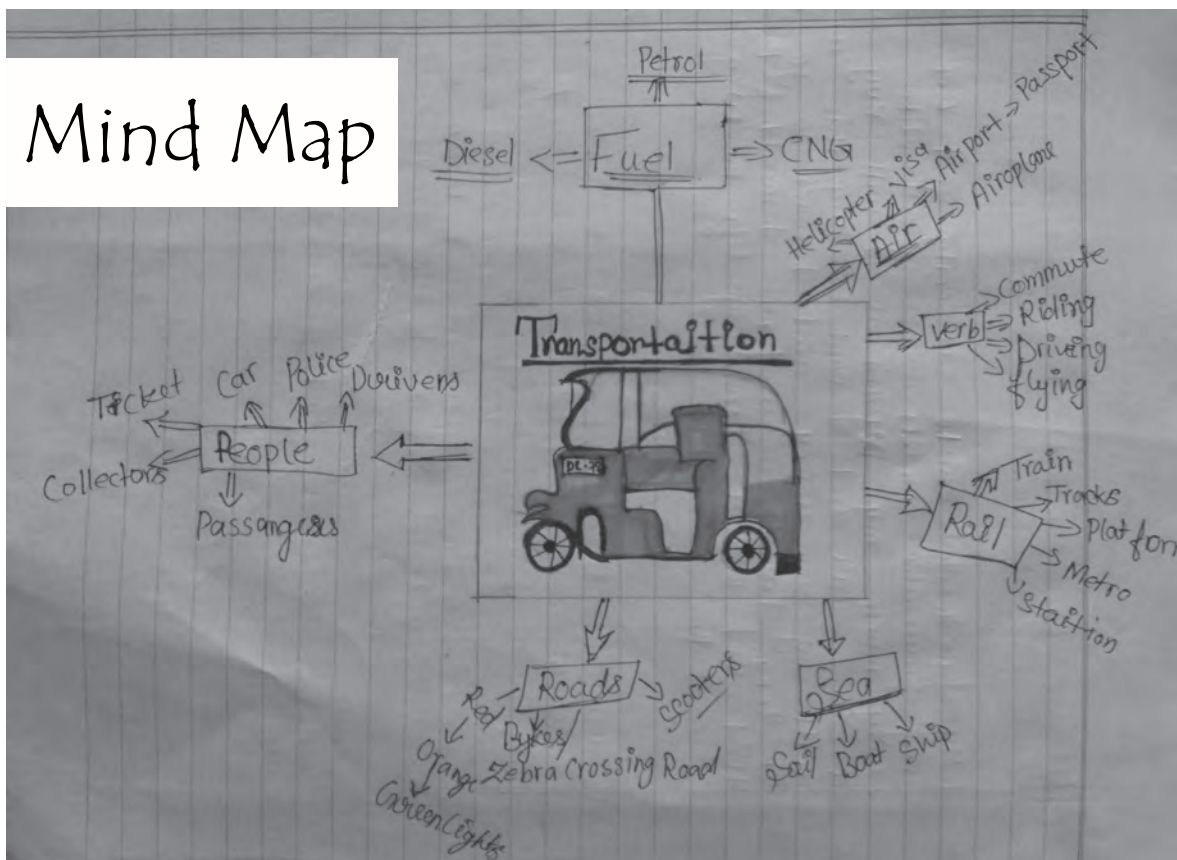 Mind Map
Petrol
Fuel
Diesel
CNG
Helicopter
Visa
Airport
Passport
Airoplane
Air
Transportaition
DL-
Verb
Commute
Riding
Driving
flying
Ticket
Car
Police
Durivers
People
Collectors
Passangers
Rail
Train
Tracks
Platfon
Metro
Staition
Roads
Red
Orange
Green Lights
Bykes
Zebra Crossing Road
Scooters
Sea
Sail
Boat
Ship